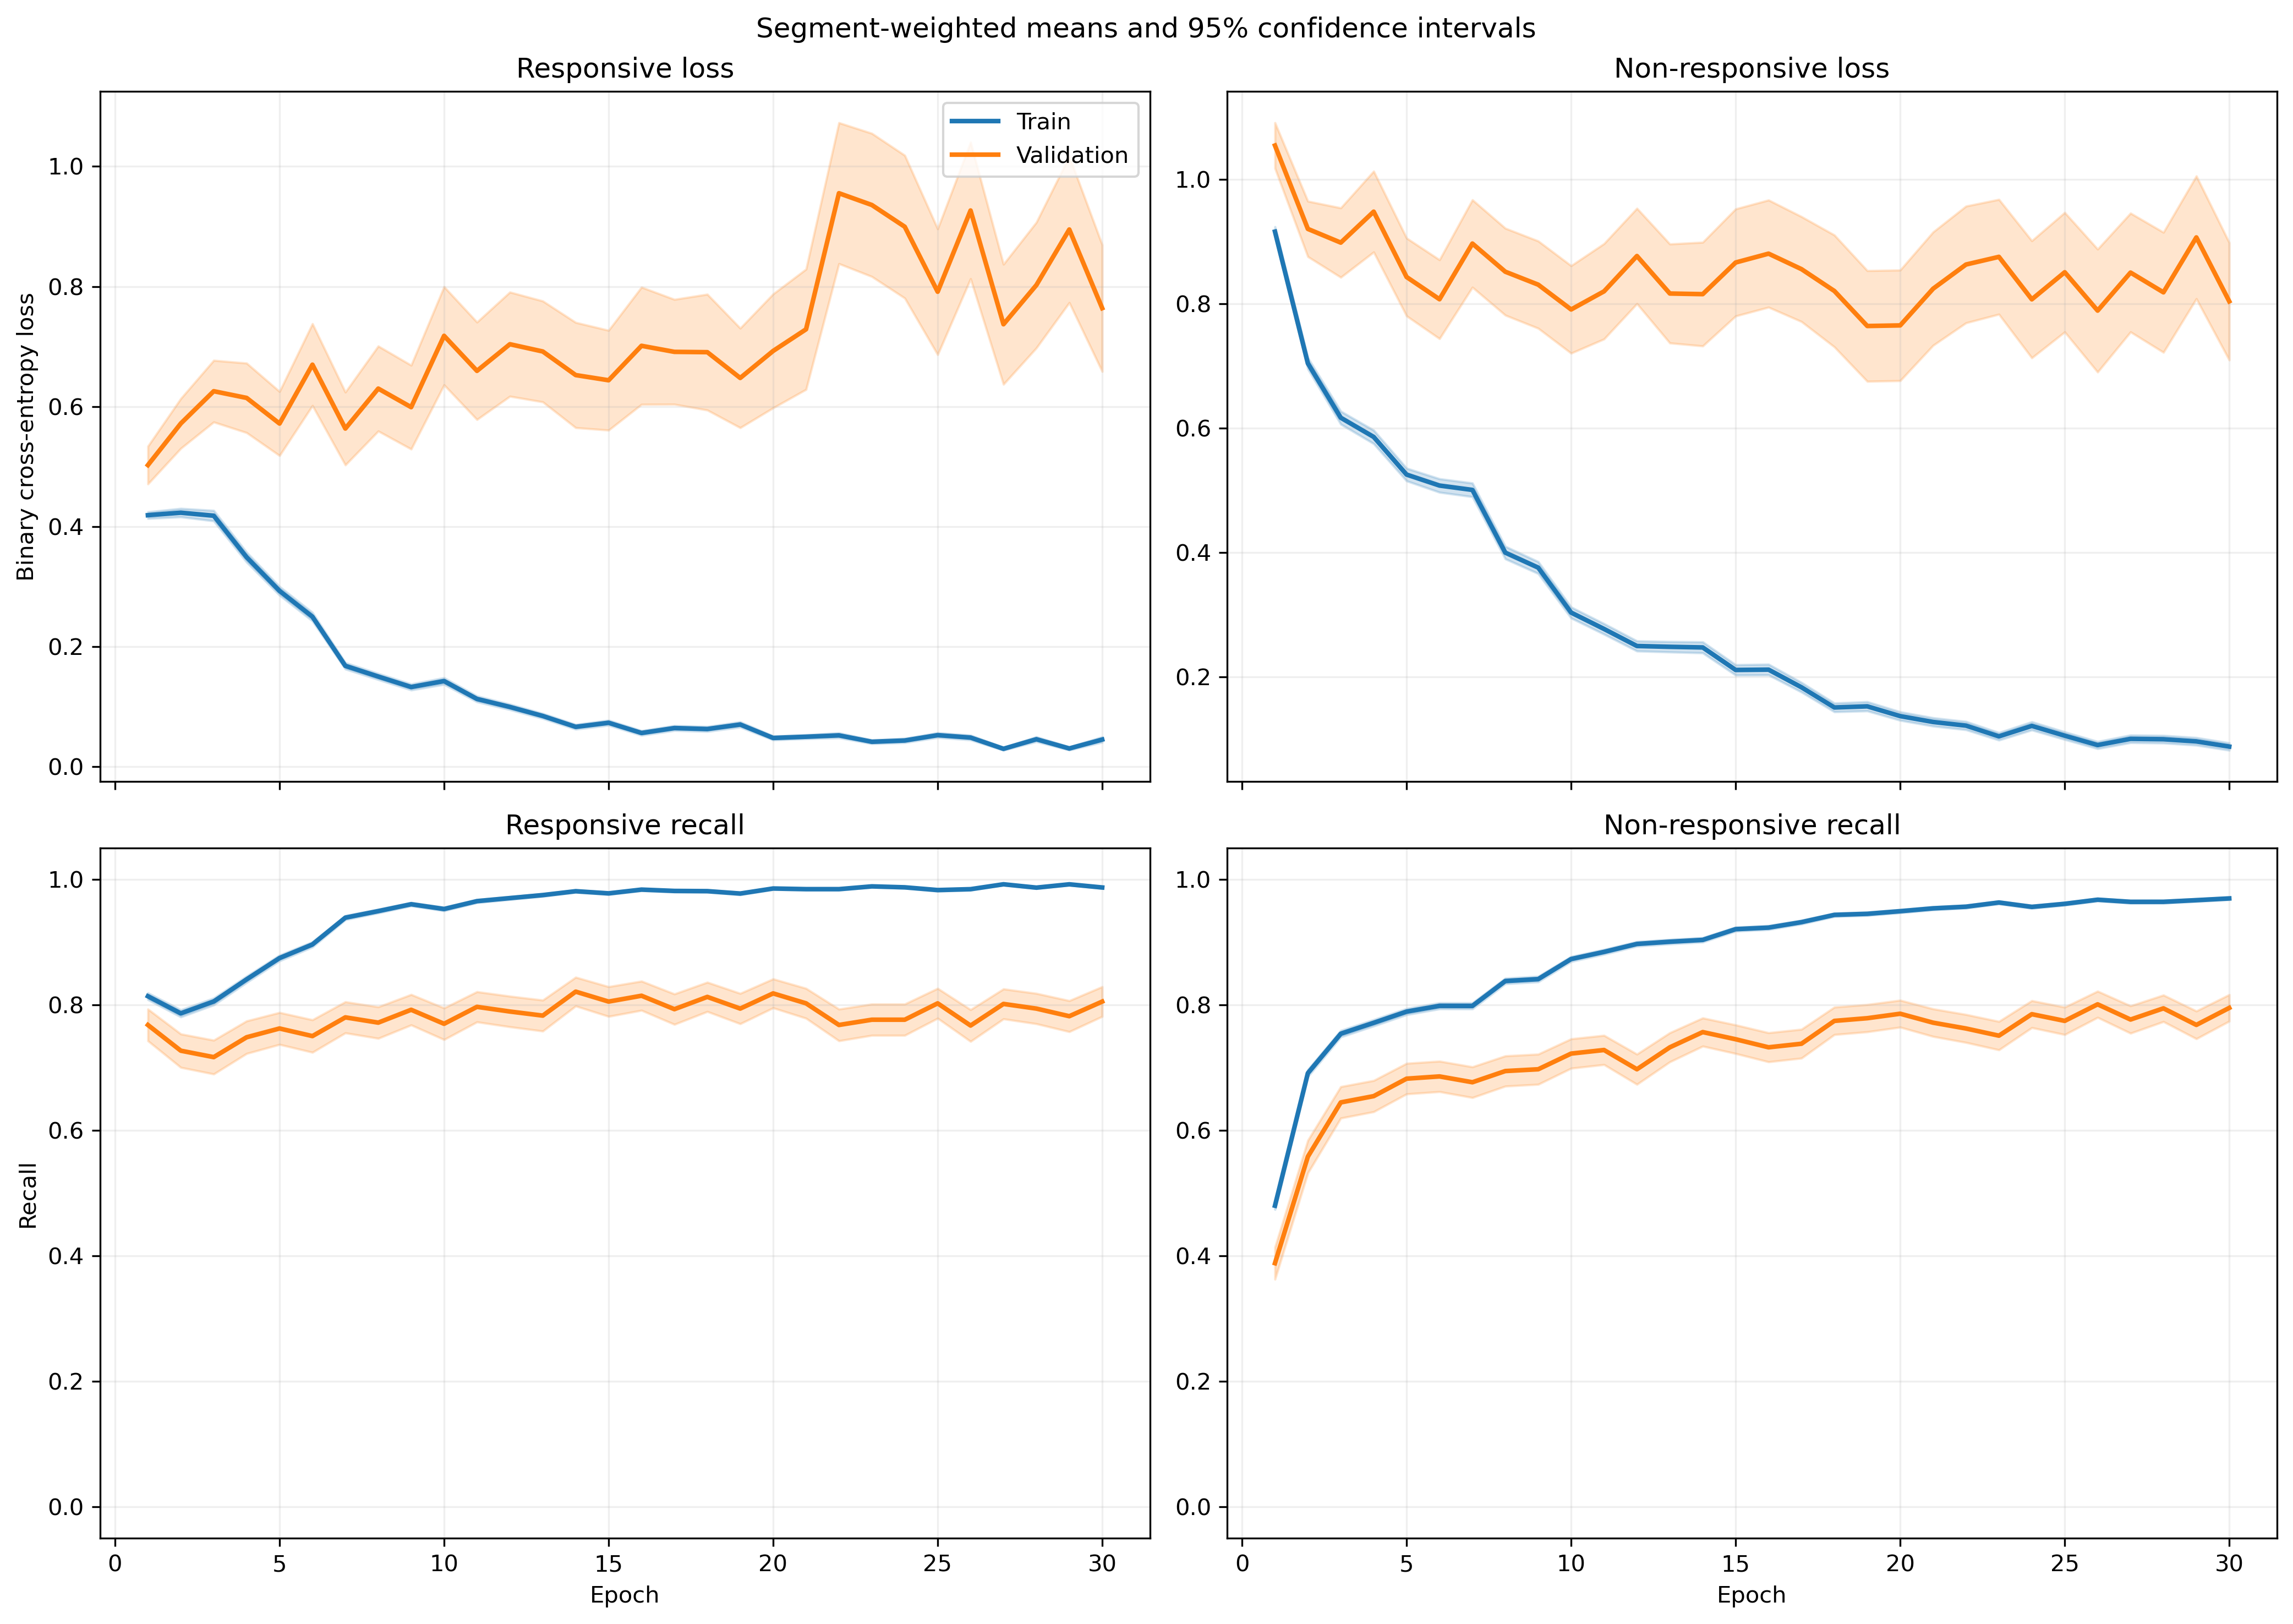 Segment-weighted means and 95% confidence intervals
Responsive loss
Non-responsive loss
Train
Validation
Binary cross-entropy loss
1.0
0.8
0.6
0.4
0.2
0.0
1.0
0.8
0.6
0.4
0.2
Responsive recall
Non-responsive recall
Recall
1.0
0.8
0.6
0.4
0.2
0.0
1.0
0.8
0.6
0.4
0.2
0.0
0 5 10 15 20 25 30
0 5 10 15 20 25 30
Epoch
Epoch